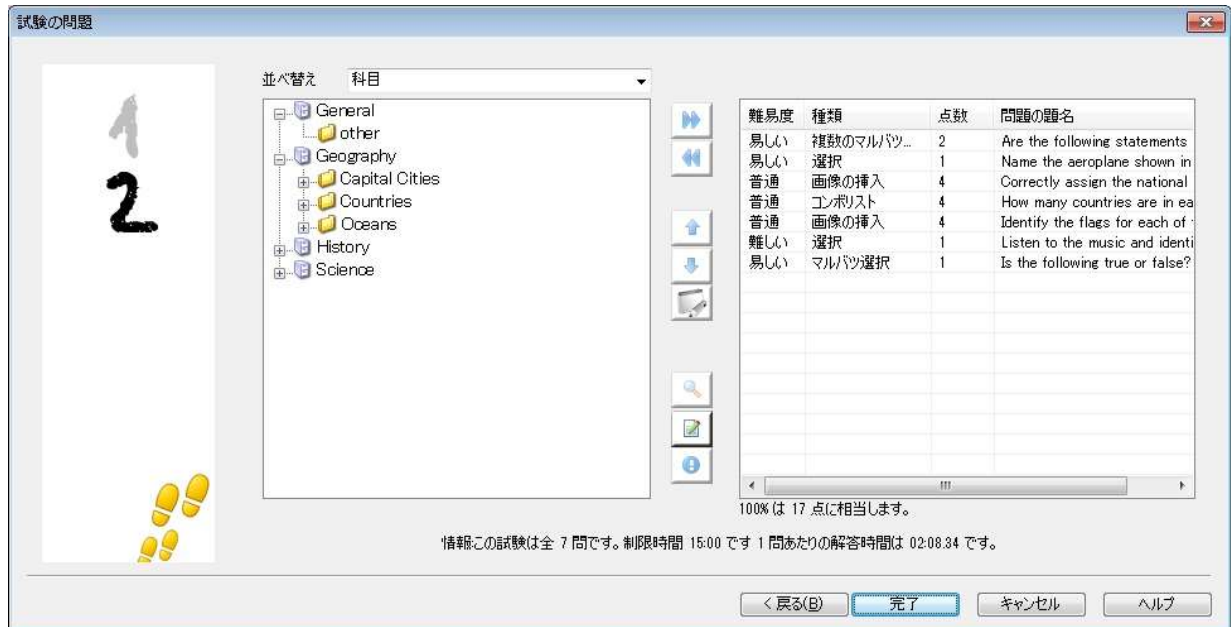 試験の問題
1
2
並べ替え 科目
General
other
Geography
Capital Cities
Countries
Oceans
History
Science
難易度 種類 点数 問題の題名
易しい 複数のマルバツ... 2 Are the following statements
易しい 選択 1 Name the aeroplane shown in
普通 画像の挿入 4 Correctly assign the national
普通 コンボリスト 4 How many countries are in ea
普通 画像の挿入 4 Identify the flags for each of
難しい 選択 1 Listen to the music and identi
易しい マルバツ選択 1 Is the following true or false?
100% は 17 点に相当します。
情報:この試験は全 7 問です。制限時間 15:00 です 1 問あたりの解答時間は 02:08.34 です。
< 戻る(B) 完了 キャンセル ヘルプ